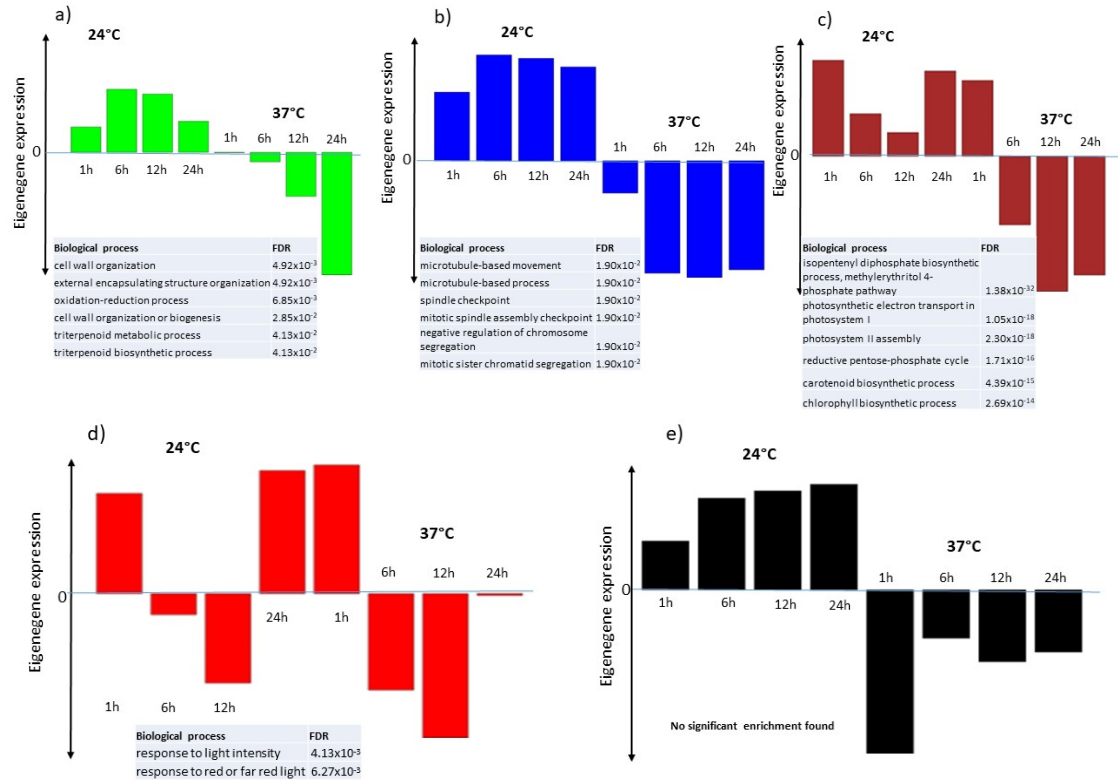 a)
24°C
37°C
Eigenegene expression
0
1h 6h 12h 24h
1h 6h 12h 24h
Biological process FDR
cell wall organization 4.92x10⁻³
external encapsulating structure organization 4.92x10⁻³
oxidation-reduction process 6.85x10⁻³
cell wall organization or biogenesis 2.85x10⁻²
triterpenoid metabolic process 4.13x10⁻²
triterpenoid biosynthetic process 4.13x10⁻²
b)
24°C
37°C
Eigenegene expression
0
1h 6h 12h 24h
1h 6h 12h 24h
Biological process FDR
microtubule-based movement 1.90x10⁻²
microtubule-based process 1.90x10⁻²
spindle checkpoint 1.90x10⁻²
mitotic spindle assembly checkpoint 1.90x10⁻²
negative regulation of chromosome
segregation 1.90x10⁻²
mitotic sister chromatid segregation 1.90x10⁻²
c)
24°C
37°C
Eigenegene expression
0
1h 6h 12h 24h 1h
6h 12h 24h
Biological process FDR
isopentenyl diphosphate biosynthetic
process, methylerythritol 4-
phosphate pathway 1.38x10⁻³²
photosynthetic electron transport in
photosystem I 1.05x10⁻¹⁸
photosystem II assembly 2.30x10⁻¹⁸
reductive pentose-phosphate cycle 1.71x10⁻¹⁶
carotenoid biosynthetic process 4.39x10⁻¹⁵
chlorophyll biosynthetic process 2.69x10⁻¹⁴
d)
24°C
37°C
Eigenegene expression
0
6h 12h 24h
24h 1h
1h 6h 12h
Biological process FDR
response to light intensity 4.13x10⁻³
response to red or far red light 6.27x10⁻³
e)
24°C
37°C
Eigenegene expression
0
1h 6h 12h 24h
1h 6h 12h 24h
No significant enrichment found